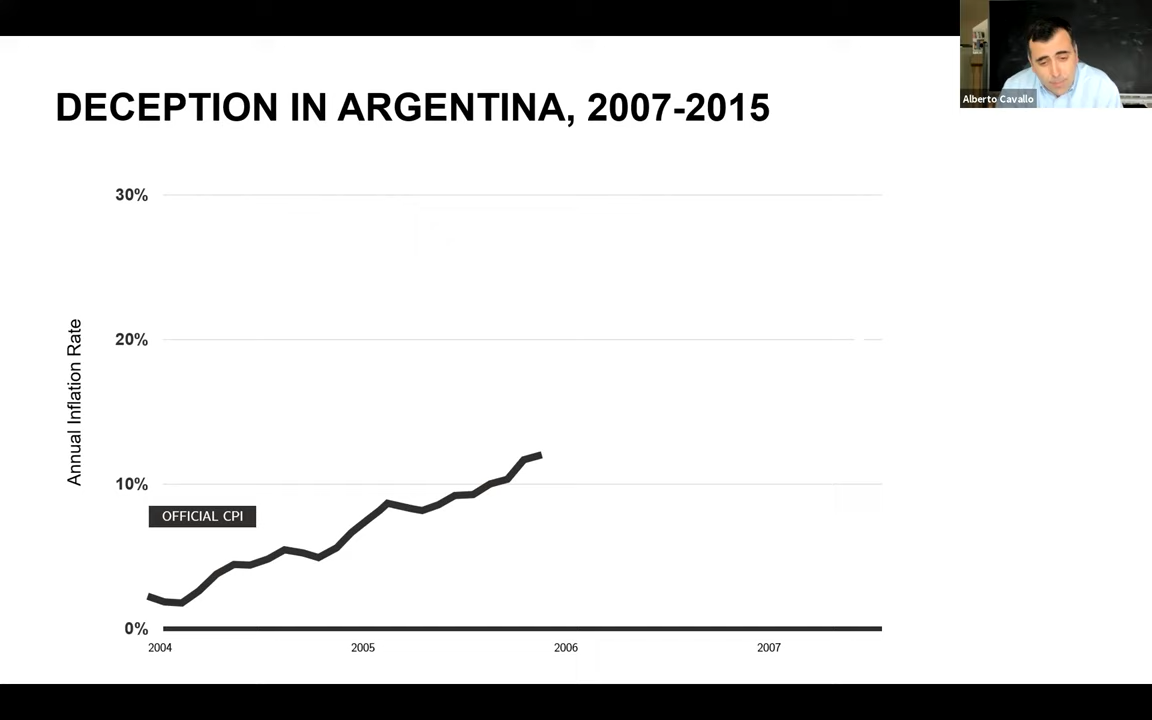 DECEPTION IN ARGENTINA, 2007-2015
Alberto Cavallo
30%
20%
Annual Inflation Rate
10%
OFFICIAL CPI
0%
2004 2005 2006 2007